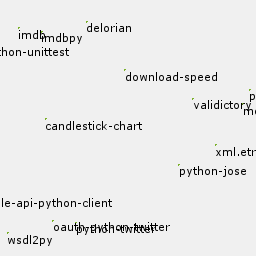 delorian
imdb
imdbpy
thon-unittest
download-speed
p
validictory
me
candlestick-chart
xml.etr
python-jose
le-api-python-client
oauth
python-twitter
python-twitter
wsdl2py